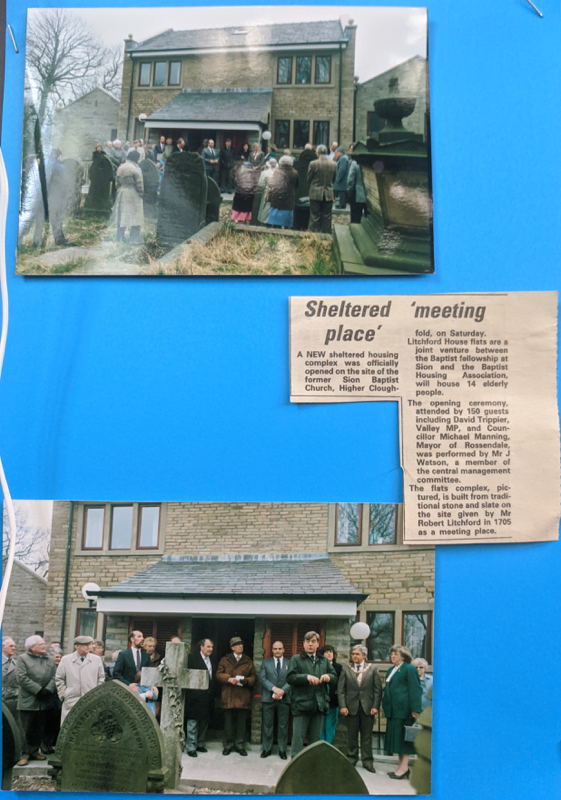 Sheltered 'meeting
place'
A NEW sheltered housing
complex was officially
opened on the site of the
former Sion Baptist
Church, Higher Clough-
fold, on Saturday.
Litchford House flats are a
joint venture between
the Baptist fellowship at
Sion and the Baptist
Housing Association,
will house 14 elderly
people.
The opening ceremony,
attended by 150 guests
including David Trippier,
Valley MP, and Coun-
cillor Michael Manning,
Mayor of Rossendale,
was performed by Mr J
Watson, a member of
the central management
committee.
The flats complex, pic-
tured, is built from tradi-
tional stone and slate on
the site given by Mr
Robert Litchford in 1705
as a meeting place.